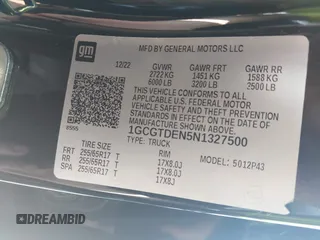 gm
MFD BY GENERAL MOTORS LLC
12/22 GVWR GAWR FRT GAWR RR
2722 KG 1451 KG 1588 KG
6000 LB 3200 LB 3500 LB
THIS VEHICLE CONFORMS TO ALL APPLICABLE
U.S. FEDERAL MOTOR VEHICLE SAFETY
STANDARDS IN EFFECT ON THE DATE OF
MANUFACTURE SHOWN ABOVE.
1GCGTDEN5N1327500
TYPE: TRUCK MODEL: 5012P43
TIRE SIZE RIM
FRT 255/65R17 T 17X8.0J
RR 255/65R17 T 17X8.0J
SPA 255/65R17 T 17X8J
DREAMBID